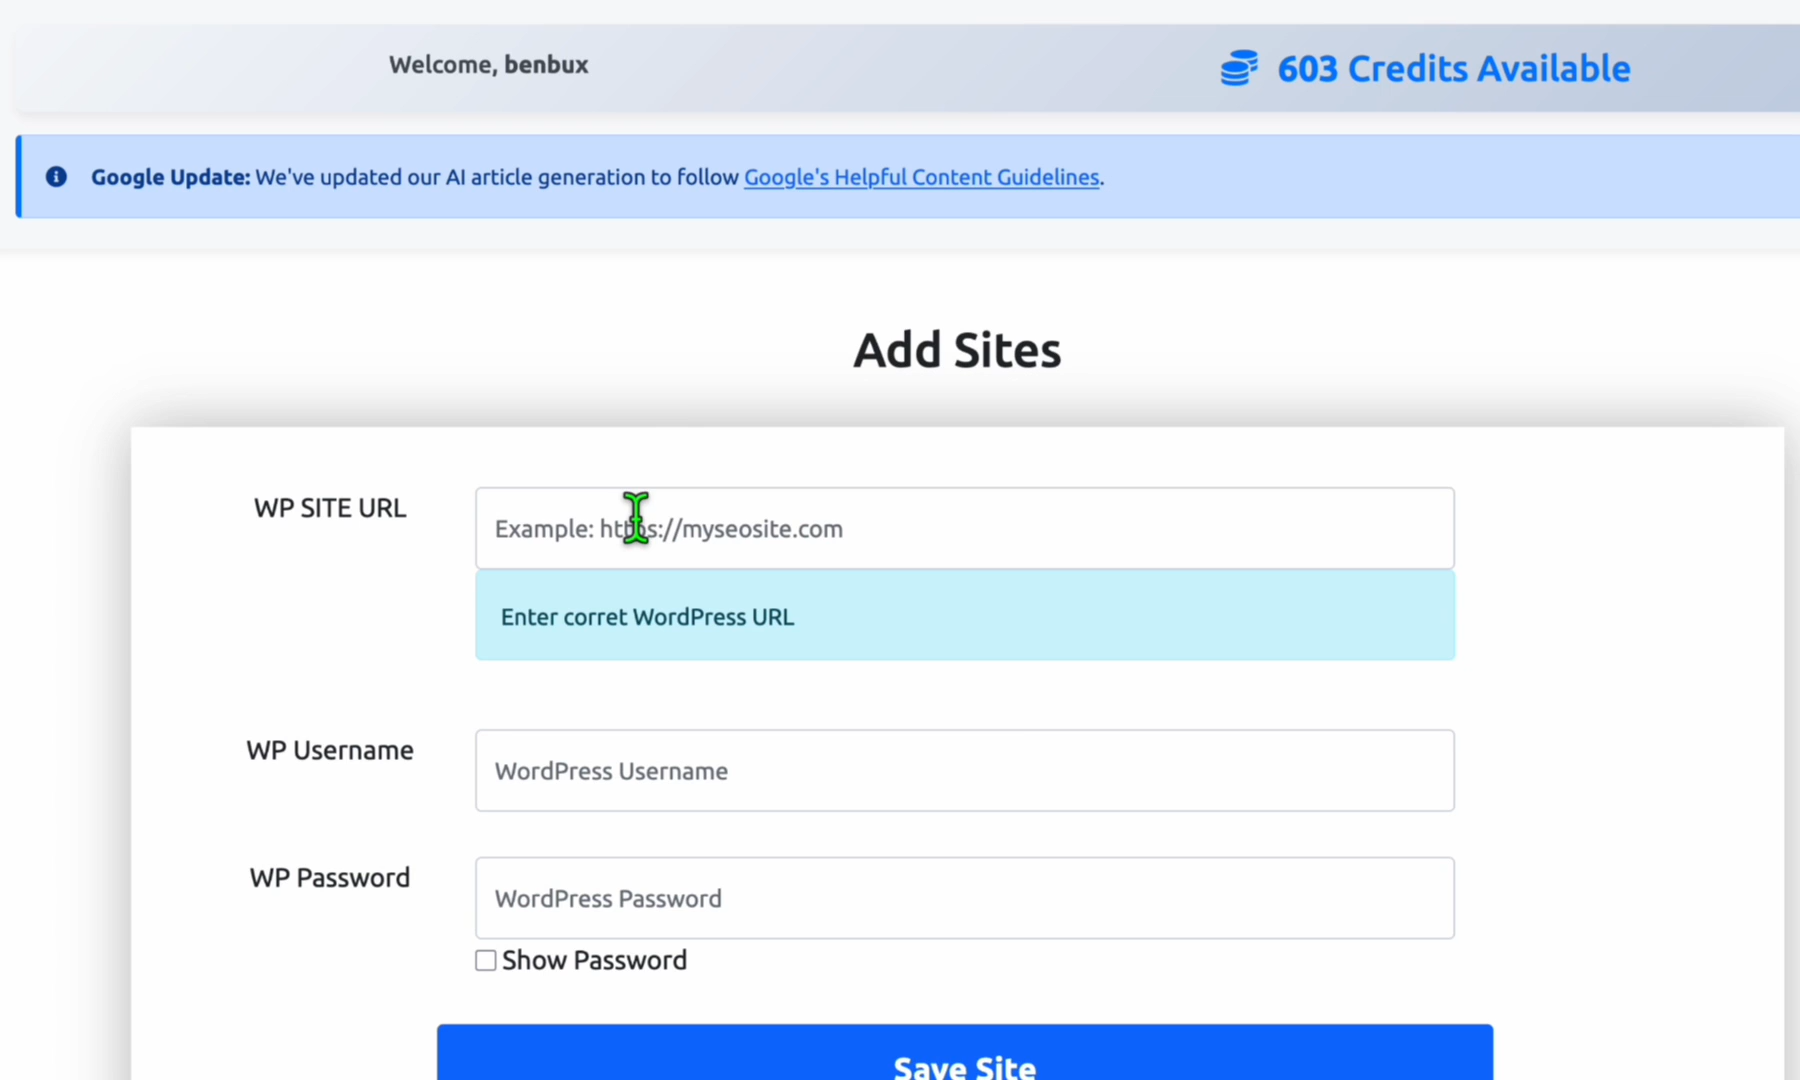 Welcome, benbux
603 Credits Available
Google Update: We've updated our AI article generation to follow Google's Helpful Content Guidelines.
Add Sites
WP SITE URL
Example: https://myseosite.com
Enter corret WordPress URL
WP Username
WordPress Username
WP Password
WordPress Password
Show Password
Save Site